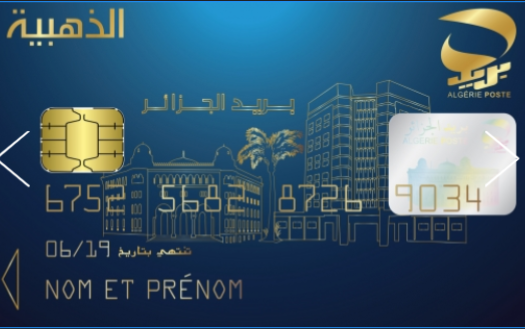 الذهبية
ALGÉRIE POSTE
بريد الجزائر
6752 5682 8726 9034
06/19 تنتهي بتاريخ
NOM ET PRÉNOM